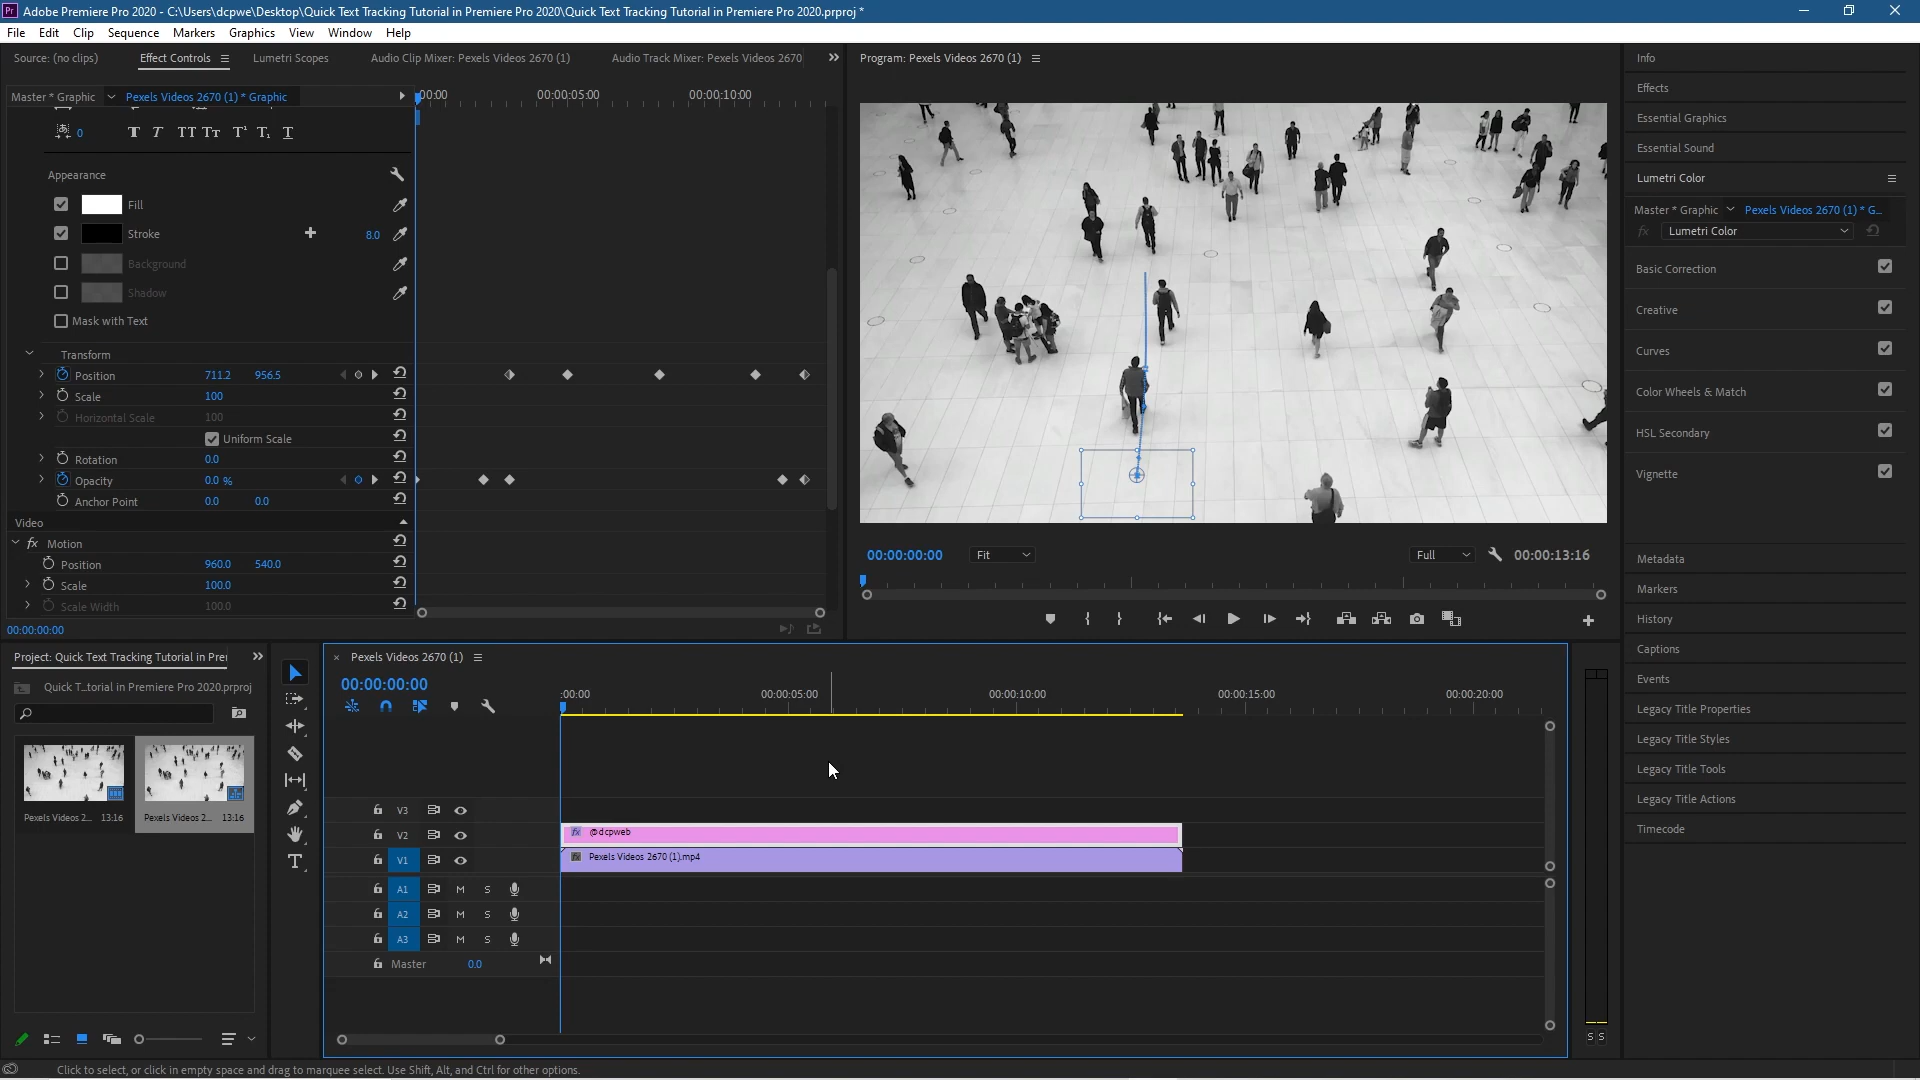 Pr Adobe Premiere Pro 2020 - C:\Users\dcpwe\Desktop\Quick Text Tracking Tutorial in Premiere Pro 2020\Quick Text Tracking Tutorial in Premiere Pro 2020.prproj *
File Edit Clip Sequence Markers Graphics View Window Help
Source: (no clips) Effect Controls Lumetri Scopes Audio Clip Mixer: Pexels Videos 2670 (1) Audio Track Mixer: Pexels Videos 2670
Master * Graphic Pexels Videos 2670 (1) * Graphic
:00:00 00:00:05:00 00:00:10:00
0 T T TT Tt T¹ T₁ T
Appearance
Fill
Stroke 8.0
Background
Shadow
Mask with Text
Transform
Position 711.2 956.5
Scale 100
Horizontal Scale 100
Uniform Scale
Rotation 0.0
Opacity 0.0 %
Anchor Point 0.0 0.0
Video
fx Motion
Position 960.0 540.0
Scale 100.0
Scale Width 100.0
00:00:00:00
Program: Pexels Videos 2670 (1)
00:00:00:00 Fit Full 00:00:13:16
Info
Effects
Essential Graphics
Essential Sound
Lumetri Color
Master * Graphic Pexels Videos 2670 (1) * G...
fx Lumetri Color
Basic Correction
Creative
Curves
Color Wheels & Match
HSL Secondary
Vignette
Metadata
Markers
History
Captions
Events
Legacy Title Properties
Legacy Title Styles
Legacy Title Tools
Legacy Title Actions
Timecode
Project: Quick Text Tracking Tutorial in Pre
Quick T...torial in Premiere Pro 2020.prproj
Pexels Videos 2... 13:16
Pexels Videos 2... 13:16
T
Pexels Videos 2670 (1)
00:00:00:00
:00:00 00:00:05:00 00:00:10:00 00:00:15:00 00:00:20:00
V3
V2 fx @dcpweb
V1 fx Pexels Videos 2670 (1).mp4
A1 M S
A2 M S
A3 M S
Master 0.0
S S
Click to select, or click in empty space and drag to marquee select. Use Shift, Alt, and Ctrl for other options.